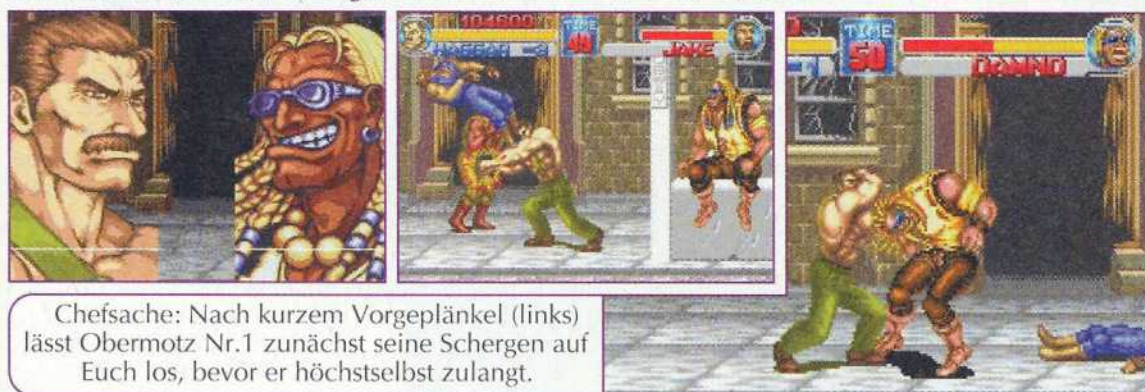 104600
TIME
49
HAGGAR =3
JAKE
TIME
50
DAMND
Chefsache: Nach kurzem Vorgeplänkel (links)
lässt Obermotz Nr.1 zunächst seine Schergen auf
Euch los, bevor er höchstselbst zulangt.